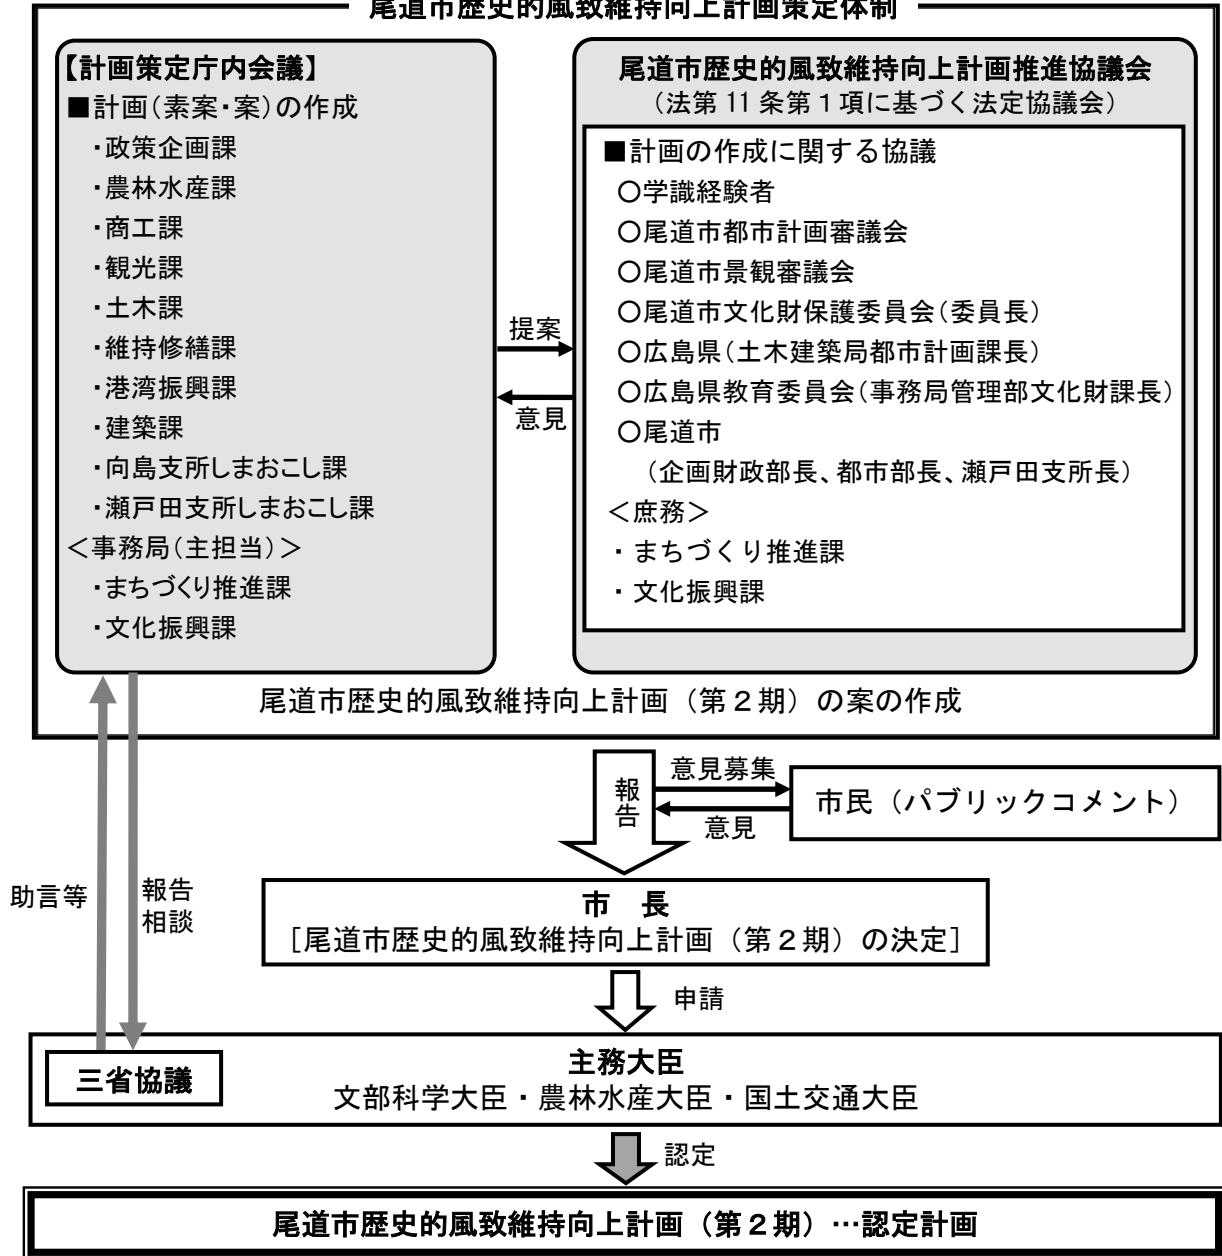 尾道市歴史的風致維持向上計画策定体制
【計画策定庁内会議】
■計画(素案・案)の作成
・政策企画課
・農林水産課
・商工課
・観光課
・土木課
・維持修繕課
・港湾振興課
・建築課
・向島支所しまおこし課
・瀬戸田支所しまおこし課
＜事務局(主担当)＞
・まちづくり推進課
・文化振興課
提案
意見
尾道市歴史的風致維持向上計画推進協議会
（法第 11 条第 1 項に基づく法定協議会）
■計画の作成に関する協議
○学識経験者
○尾道市都市計画審議会
○尾道市景観審議会
○尾道市文化財保護委員会(委員長)
○広島県(土木建築局都市計画課長)
○広島県教育委員会(事務局管理部文化財課長)
○尾道市
（企画財政部長、都市部長、瀬戸田支所長）
＜庶務＞
・まちづくり推進課
・文化振興課
尾道市歴史的風致維持向上計画（第２期）の案の作成
報告
意見募集
意見
市民（パブリックコメント）
助言等
報告
相談
市　長
［尾道市歴史的風致維持向上計画（第２期）の決定］
申請
三省協議
主務大臣
文部科学大臣・農林水産大臣・国土交通大臣
認定
尾道市歴史的風致維持向上計画（第２期）…認定計画